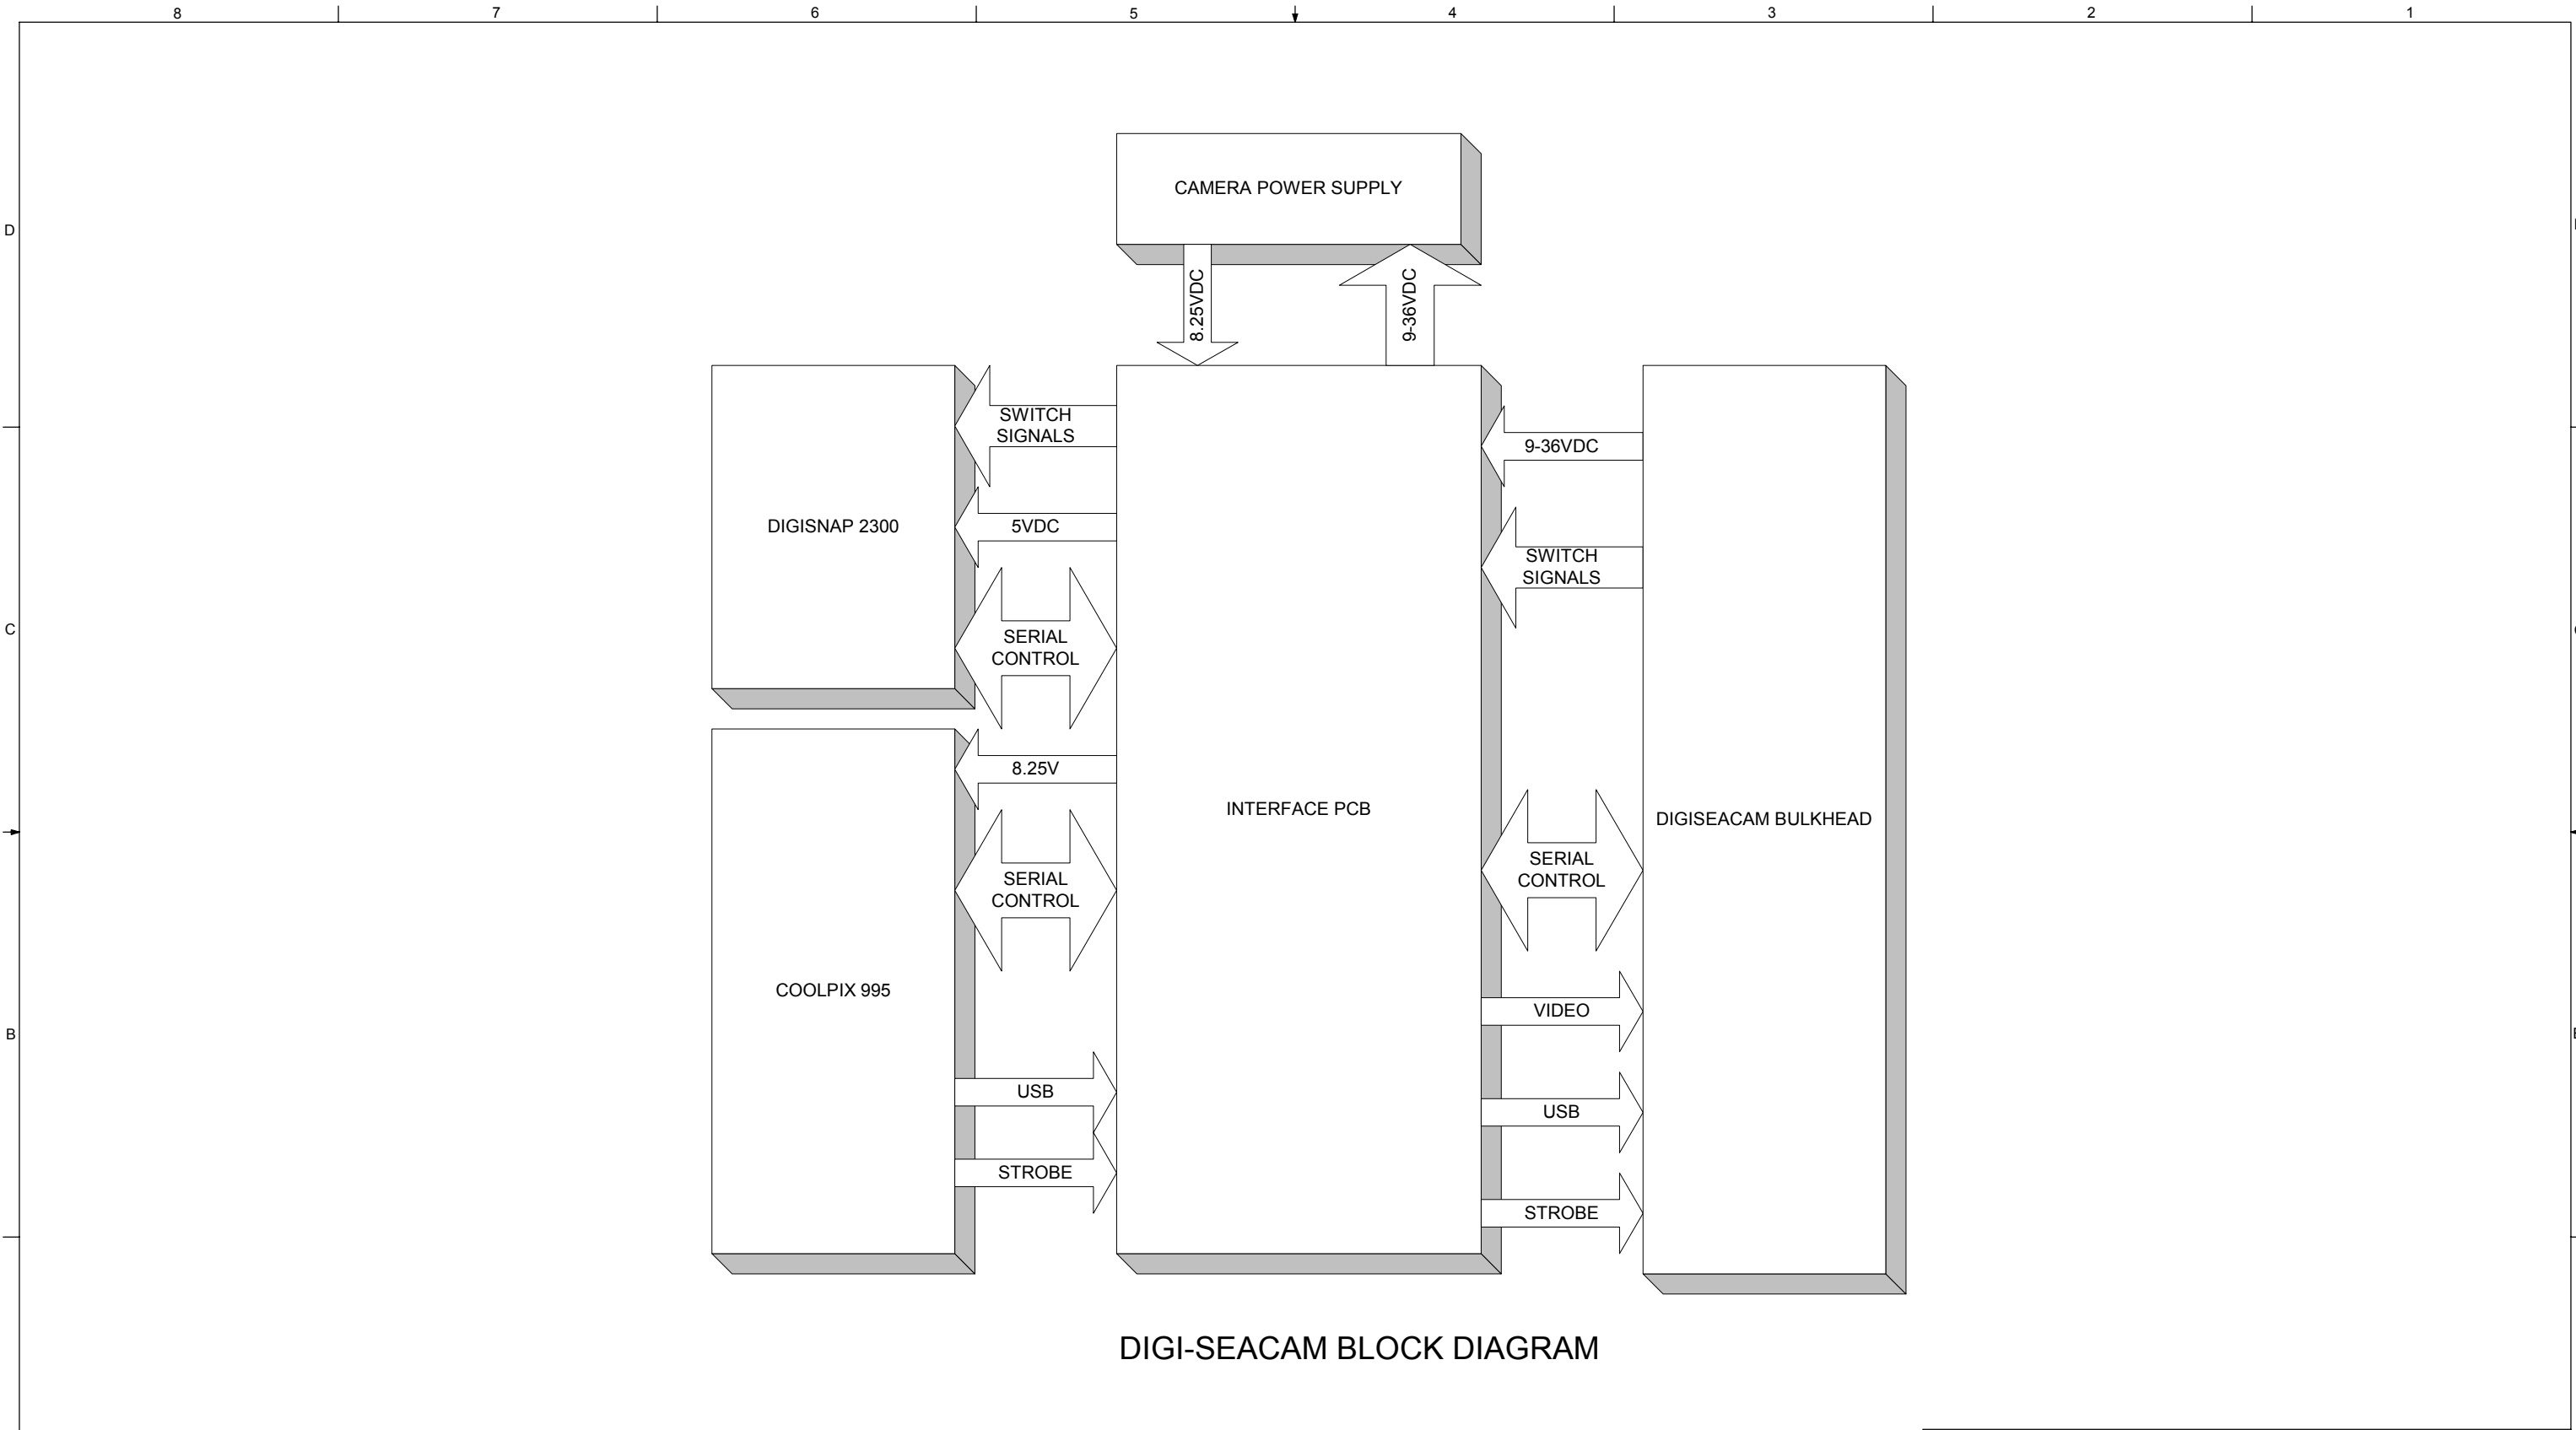 8 7 6 5 4 3 2 1
CAMERA POWER SUPPLY
D
8.25VDC
9-36VDC
SWITCH
SIGNALS
9-36VDC
DIGISNAP 2300
5VDC
SWITCH
SIGNALS
C
SERIAL
CONTROL
8.25V
INTERFACE PCB
DIGISEACAM BULKHEAD
SERIAL
CONTROL
SERIAL
CONTROL
COOLPIX 995
VIDEO
B
USB
USB
STROBE
STROBE
DIGI-SEACAM BLOCK DIAGRAM